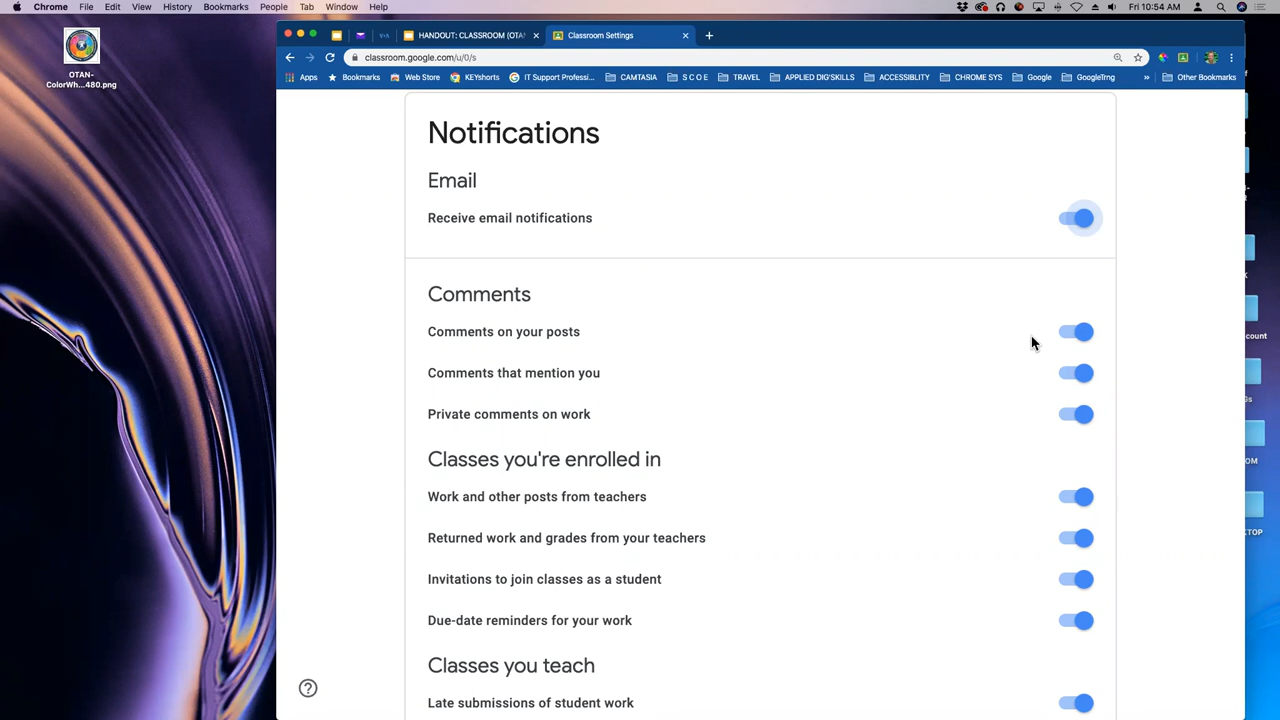 Chrome File Edit View History Bookmarks People Tab Window Help Fri 10:54 AM
HANDOUT: CLASSROOM (OTA Classroom Settings
classroom.google.com/u/0/s
Apps Bookmarks Web Store KEYshorts IT Support Professi... CAMTASIA S C O E TRAVEL APPLIED DIG'SKILLS ACCESSIBLITY CHROME SYS Google GoogleTrng » Other Bookmarks
OTAN-
ColorWh...480.png
Notifications
Email
Receive email notifications
Comments
Comments on your posts
Comments that mention you
Private comments on work
Classes you're enrolled in
Work and other posts from teachers
Returned work and grades from your teachers
Invitations to join classes as a student
Due-date reminders for your work
Classes you teach
Late submissions of student work
ount
OM